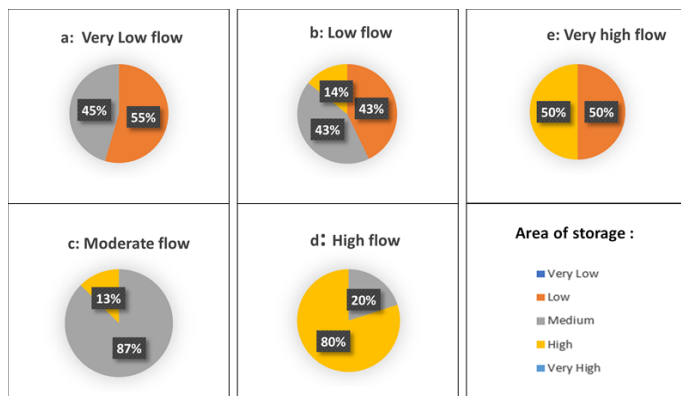 a: Very Low flow
45%
55%
b: Low flow
14%
43%
43%
e: Very high flow
50%
50%
c: Moderate flow
13%
87%
d: High flow
20%
80%
Area of storage :
Very Low
Low
Medium
High
Very High